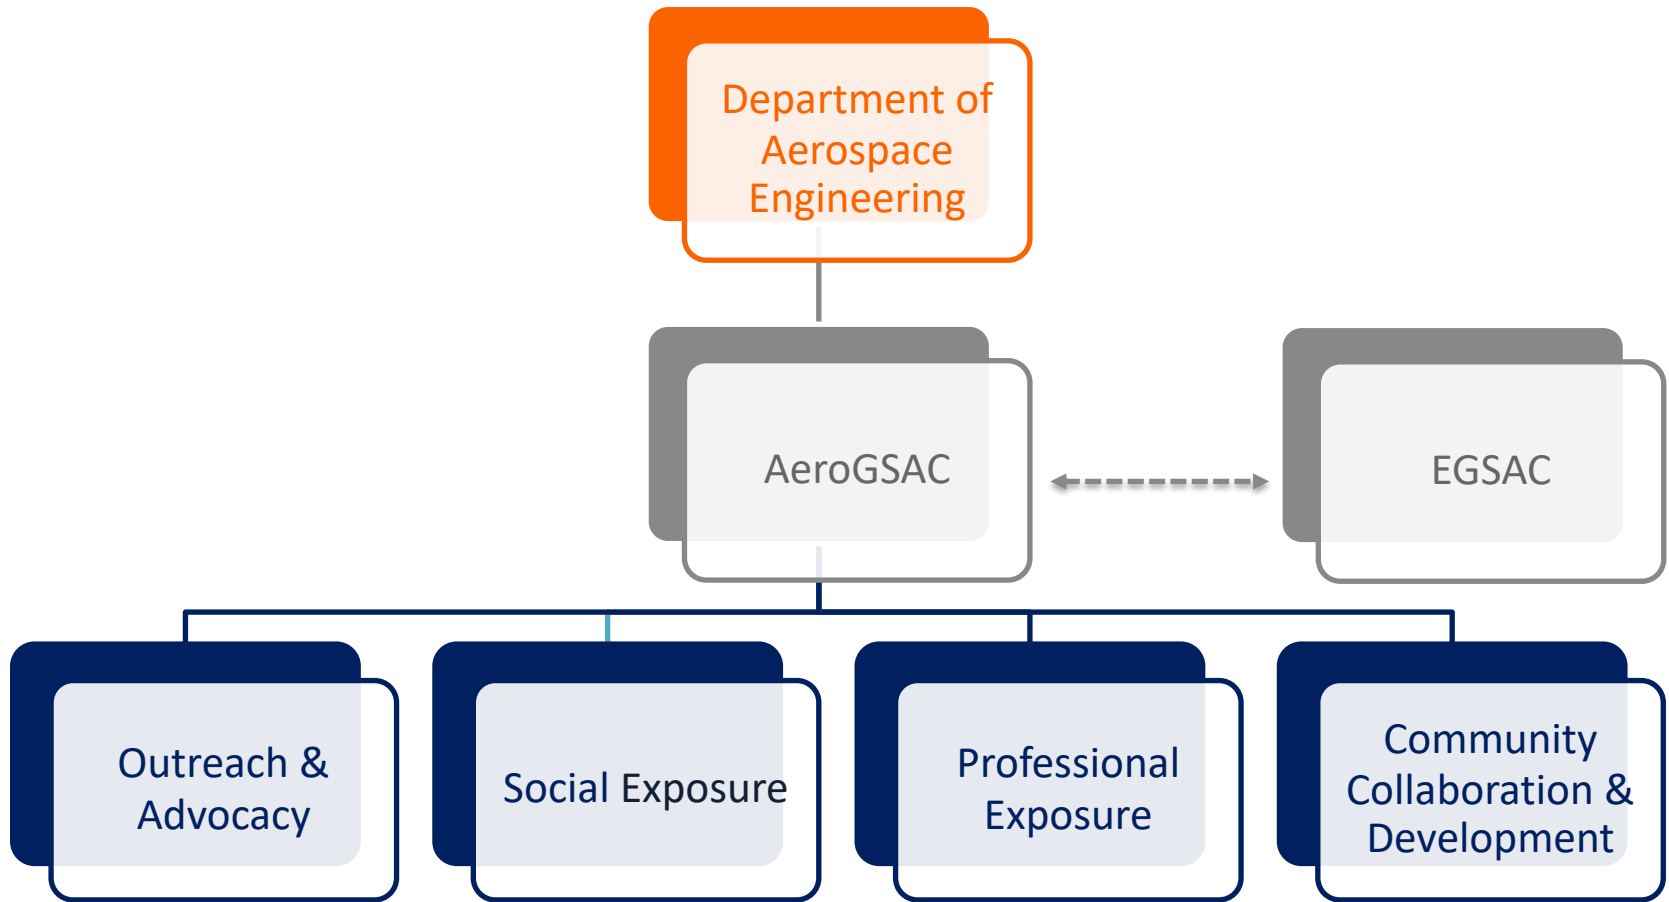 Department of
Aerospace
Engineering
AeroGSAC
EGSAC
Outreach &
Advocacy
Social Exposure
Professional
Exposure
Community
Collaboration &
Development